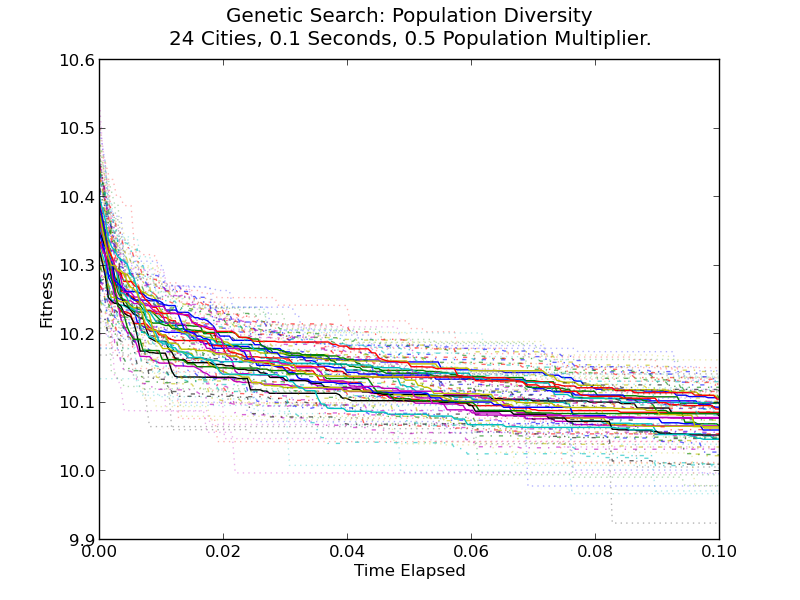 Genetic Search: Population Diversity
24 Cities, 0.1 Seconds, 0.5 Population Multiplier.
10.6
10.5
10.4
10.3
10.2
10.1
10.0
9.9
Fitness
0.00 0.02 0.04 0.06 0.08 0.10
Time Elapsed